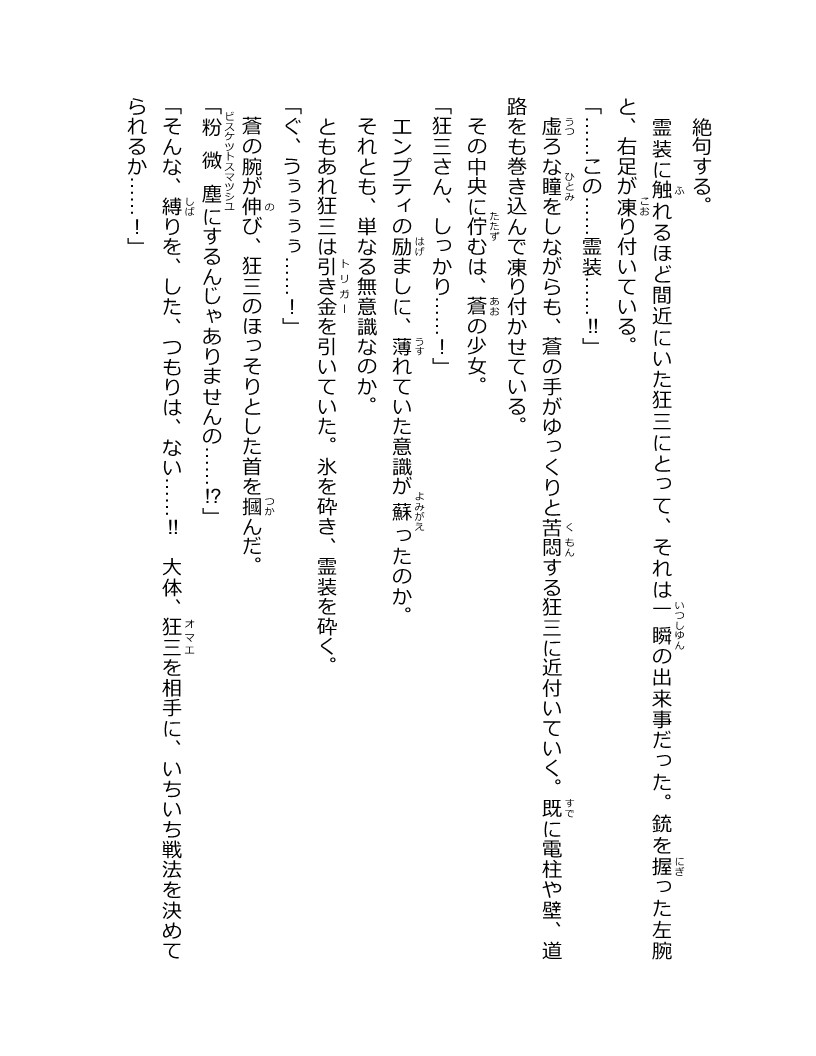 絶句する。
霊装に触れるほど間近にいた狂三にとって、それは一瞬の出来事だった。銃を握った左腕
と、右足が凍り付いている。
「……この……霊装……‼」
虚ろな瞳をしながらも、蒼の手がゆっくりと苦悶する狂三に近付いていく。既に電柱や壁、道
路をも巻き込んで凍り付かせている。
その中央に佇むは、蒼の少女。
「狂三さん、しっかり……！」
エンプティの励ましに、薄れていた意識が蘇ったのか。
それとも、単なる無意識なのか。
ともあれ狂三は引き金を引いていた。氷を砕き、霊装を砕く。
「ぐ、うぅぅぅぅ……！」
蒼の腕が伸び、狂三のほっそりとした首を摑んだ。
「粉微塵にするんじゃありませんの……⁉」
「そんな、縛りを、した、つもりは、ない……‼　大体、狂三を相手に、いちいち戦法を決めて
られるか……！」